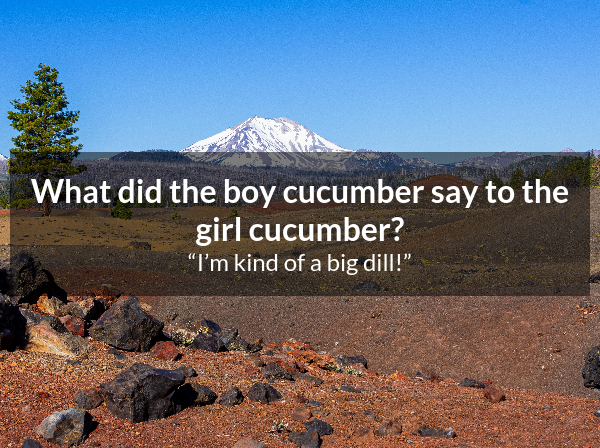 What did the boy cucumber say to the
girl cucumber?
“I’m kind of a big dill!”